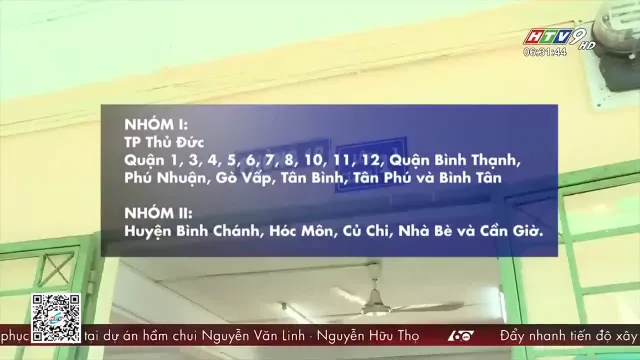 HTV9 HD
06:31:44
NHÓM I:
TP Thủ Đức
Quận 1, 3, 4, 5, 6, 7, 8, 10, 11, 12, Quận Bình Thạnh,
Phú Nhuận, Gò Vấp, Tân Bình, Tân Phú và Bình Tân
NHÓM II:
Huyện Bình Chánh, Hóc Môn, Củ Chi, Nhà Bè và Cần Giờ.
phục tại dự án hầm chui Nguyễn Văn Linh - Nguyễn Hữu Thọ Đẩy nhanh tiến độ xây